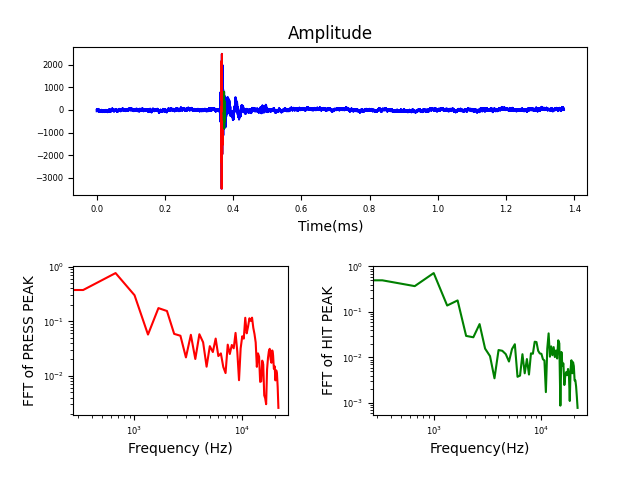 Amplitude
2000
1000
0
−1000
−2000
−3000
0.0 0.2 0.4 0.6 0.8 1.0 1.2 1.4
Time(ms)
FFT of PRESS PEAK
10⁰
10⁻¹
10⁻²
10³ 10⁴
Frequency (Hz)
FFT of HIT PEAK
10⁰
10⁻¹
10⁻²
10⁻³
10³ 10⁴
Frequency(Hz)